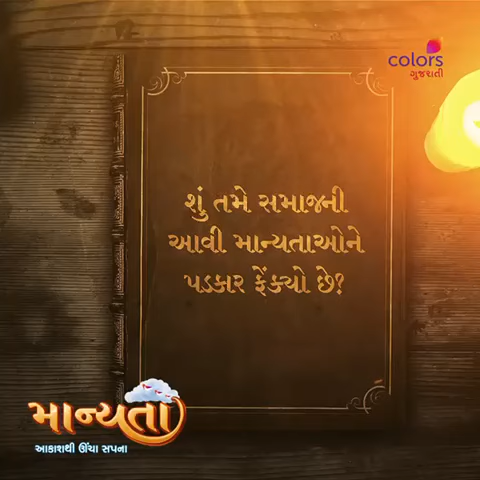 colors
ગુજરાતી
શું તમે સમાજની
આવી માન્યતાઓને
પડકાર ફેંક્યો છે?
માન્યતા
આકાશથી ઊંચા સપના